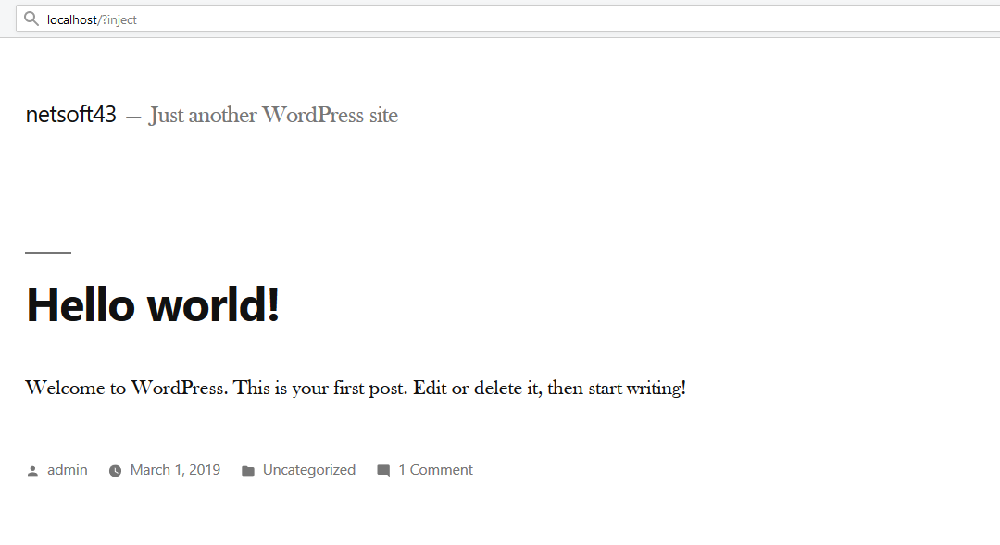 localhost/?inject
netsoft43 — Just another WordPress site
Hello world!
Welcome to WordPress. This is your first post. Edit or delete it, then start writing!
admin March 1, 2019 Uncategorized 1 Comment